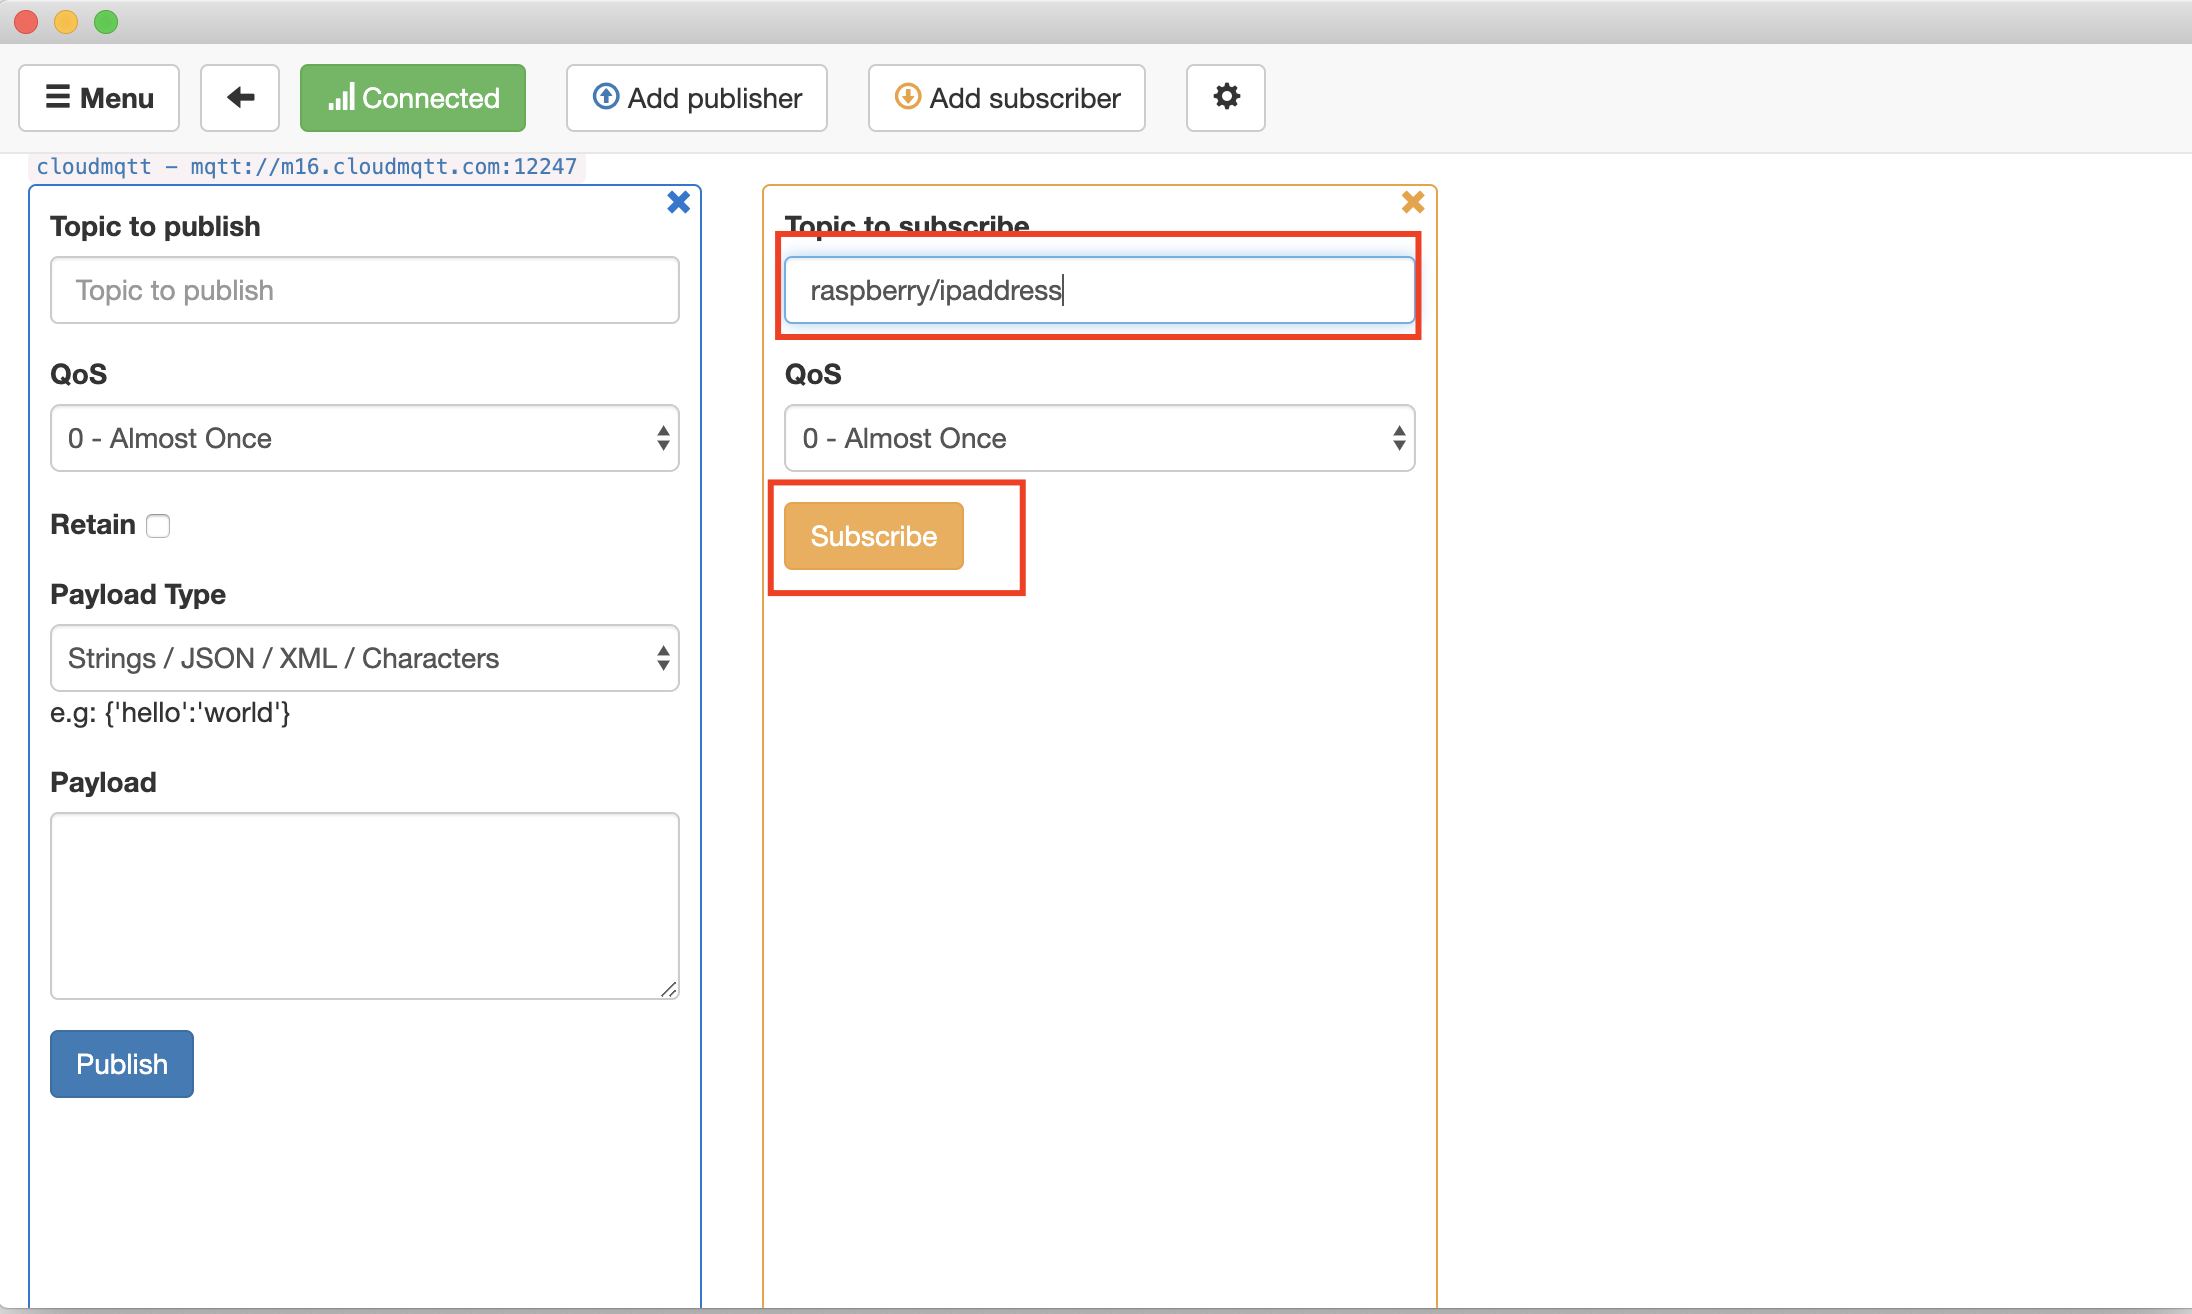 Menu
Connected
Add publisher
Add subscriber
cloudmqtt - mqtt://m16.cloudmqtt.com:12247
Topic to publish
Topic to publish
QoS
0 - Almost Once
Retain
Payload Type
Strings / JSON / XML / Characters
e.g: {'hello':'world'}
Payload
Publish
Topic to subscribe
raspberry/ipaddress
QoS
0 - Almost Once
Subscribe